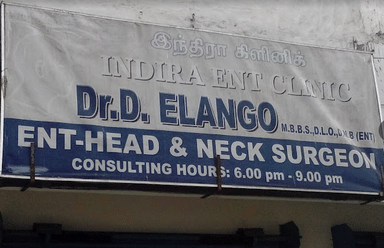 இந்திரா கிளினிக்
INDIRA ENT CLINIC
Dr.D. ELANGO M.B.B.S.,D.L.O.,D.N.B (ENT)
ENT-HEAD & NECK SURGEON
CONSULTING HOURS: 6.00 pm - 9.00 pm